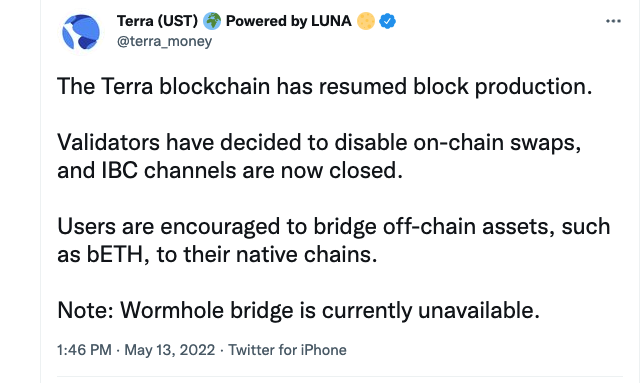 Terra (UST) 🌍 Powered by LUNA 🌕
@terra_money
The Terra blockchain has resumed block production.
Validators have decided to disable on-chain swaps,
and IBC channels are now closed.
Users are encouraged to bridge off-chain assets, such
as bETH, to their native chains.
Note: Wormhole bridge is currently unavailable.
1:46 PM · May 13, 2022 · Twitter for iPhone